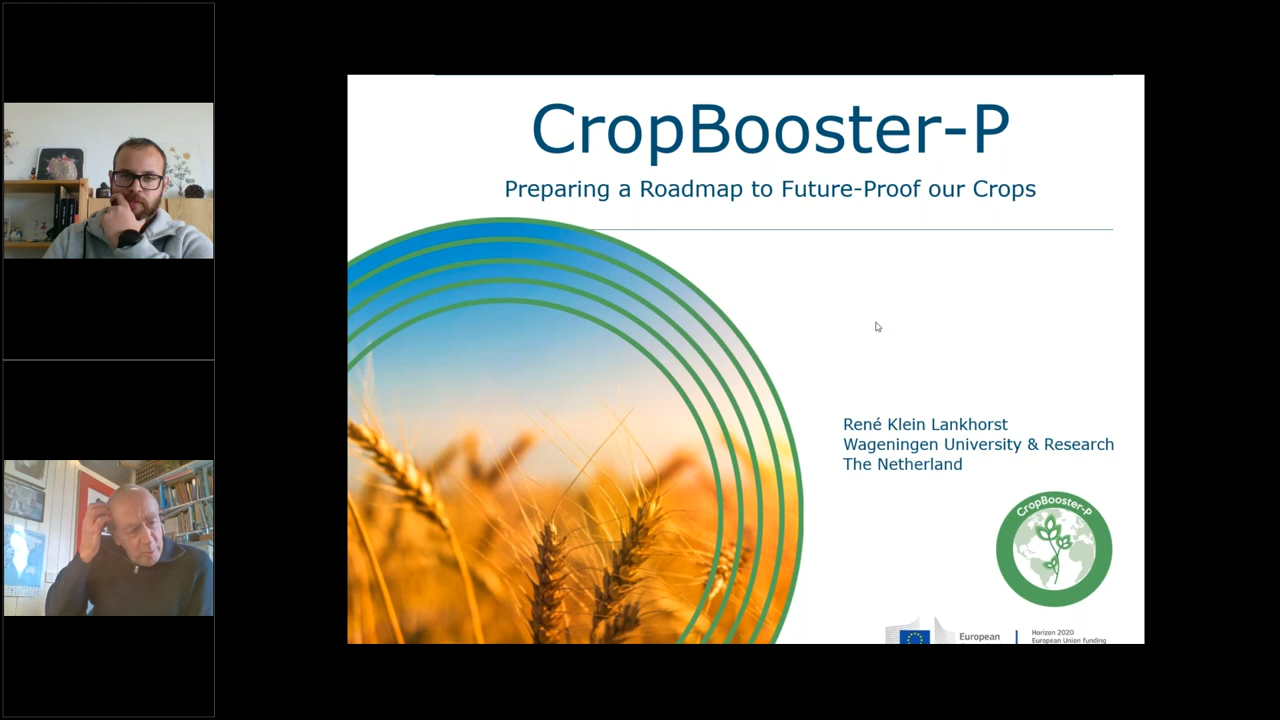 CropBooster-P
Preparing a Roadmap to Future-Proof our Crops
René Klein Lankhorst
Wageningen University & Research
The Netherland
CropBooster-P
European
Horizon 2020
European Union funding